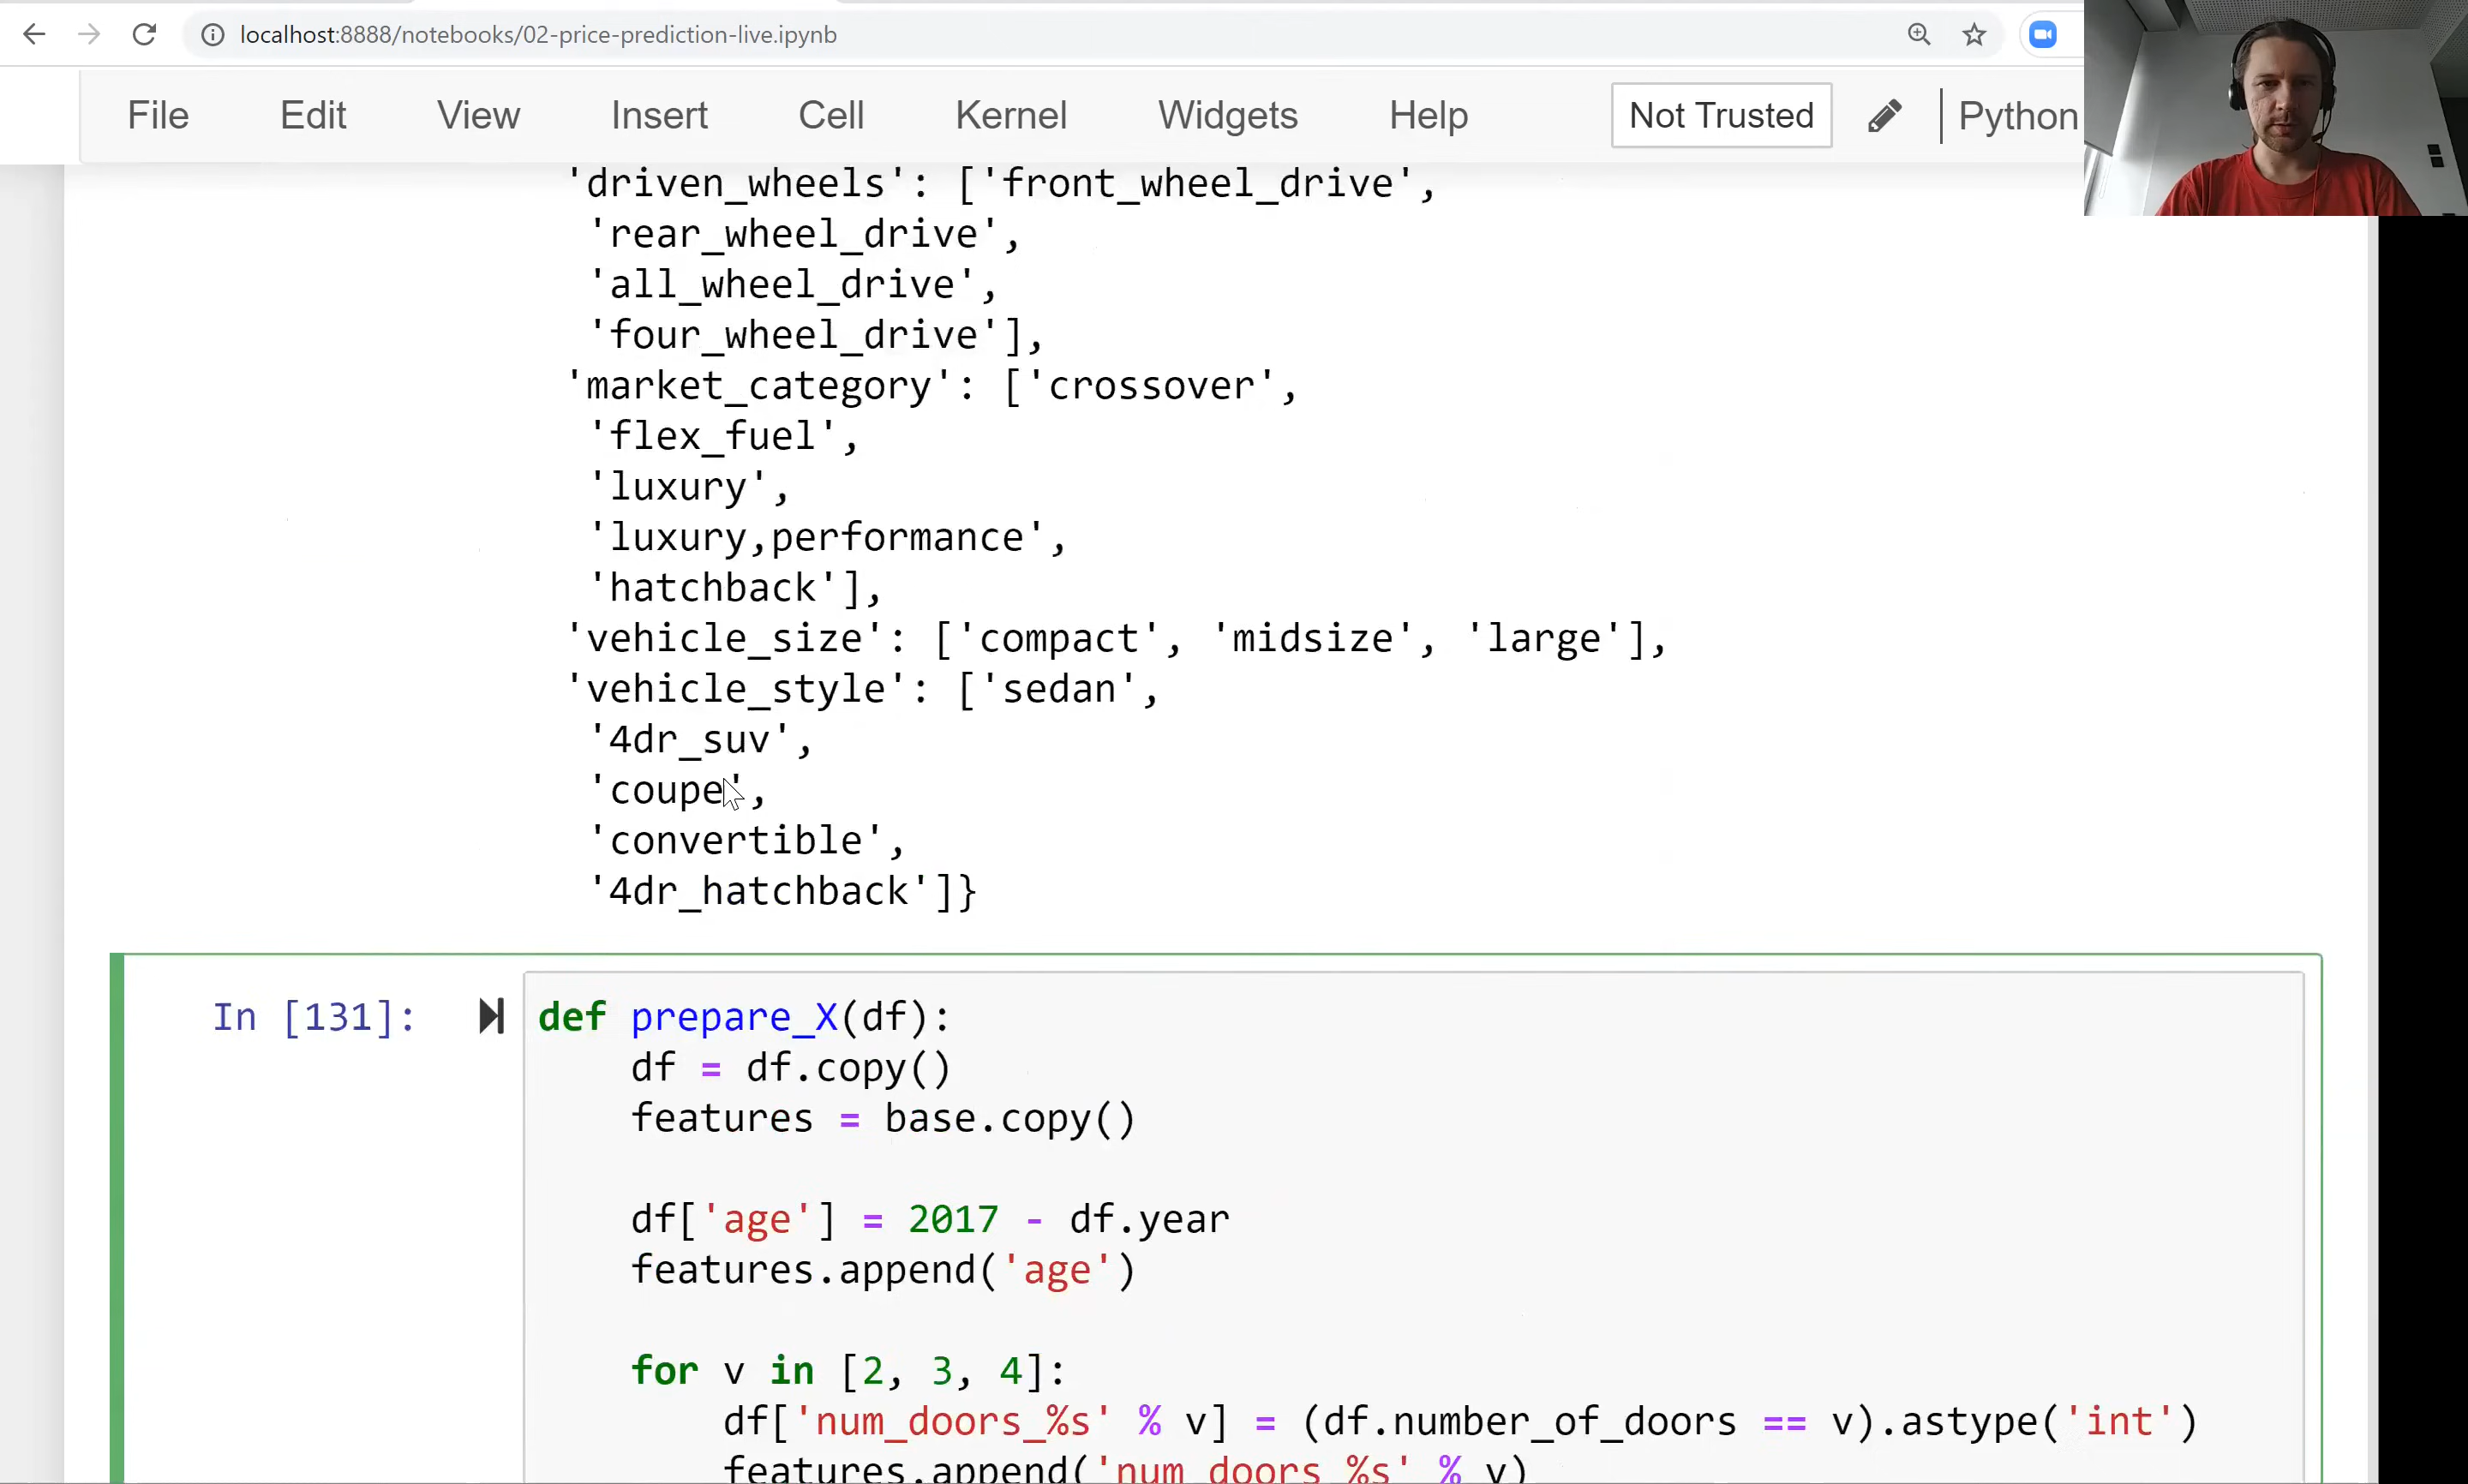 localhost:8888/notebooks/02-price-prediction-live.ipynb
File Edit View Insert Cell Kernel Widgets Help Not Trusted Python
'driven_wheels': ['front_wheel_drive',
'rear_wheel_drive',
'all_wheel_drive',
'four_wheel_drive'],
'market_category': ['crossover',
'flex_fuel',
'luxury',
'luxury,performance',
'hatchback'],
'vehicle_size': ['compact', 'midsize', 'large'],
'vehicle_style': ['sedan',
'4dr_suv',
'coupe',
'convertible',
'4dr_hatchback']}
In [131]: def prepare_X(df):
df = df.copy()
features = base.copy()
df['age'] = 2017 - df.year
features.append('age')
for v in [2, 3, 4]:
df['num_doors_%s' % v] = (df.number_of_doors == v).astype('int')
features.append('num_doors_%s' % v)